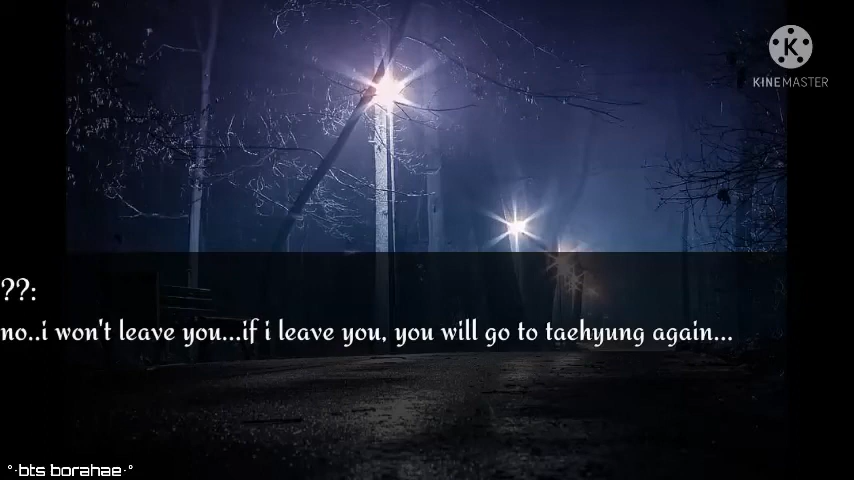 KINEMASTER
??:
no..i won't leave you...if i leave you, you will go to taehyung again...
°·bts borahae·°